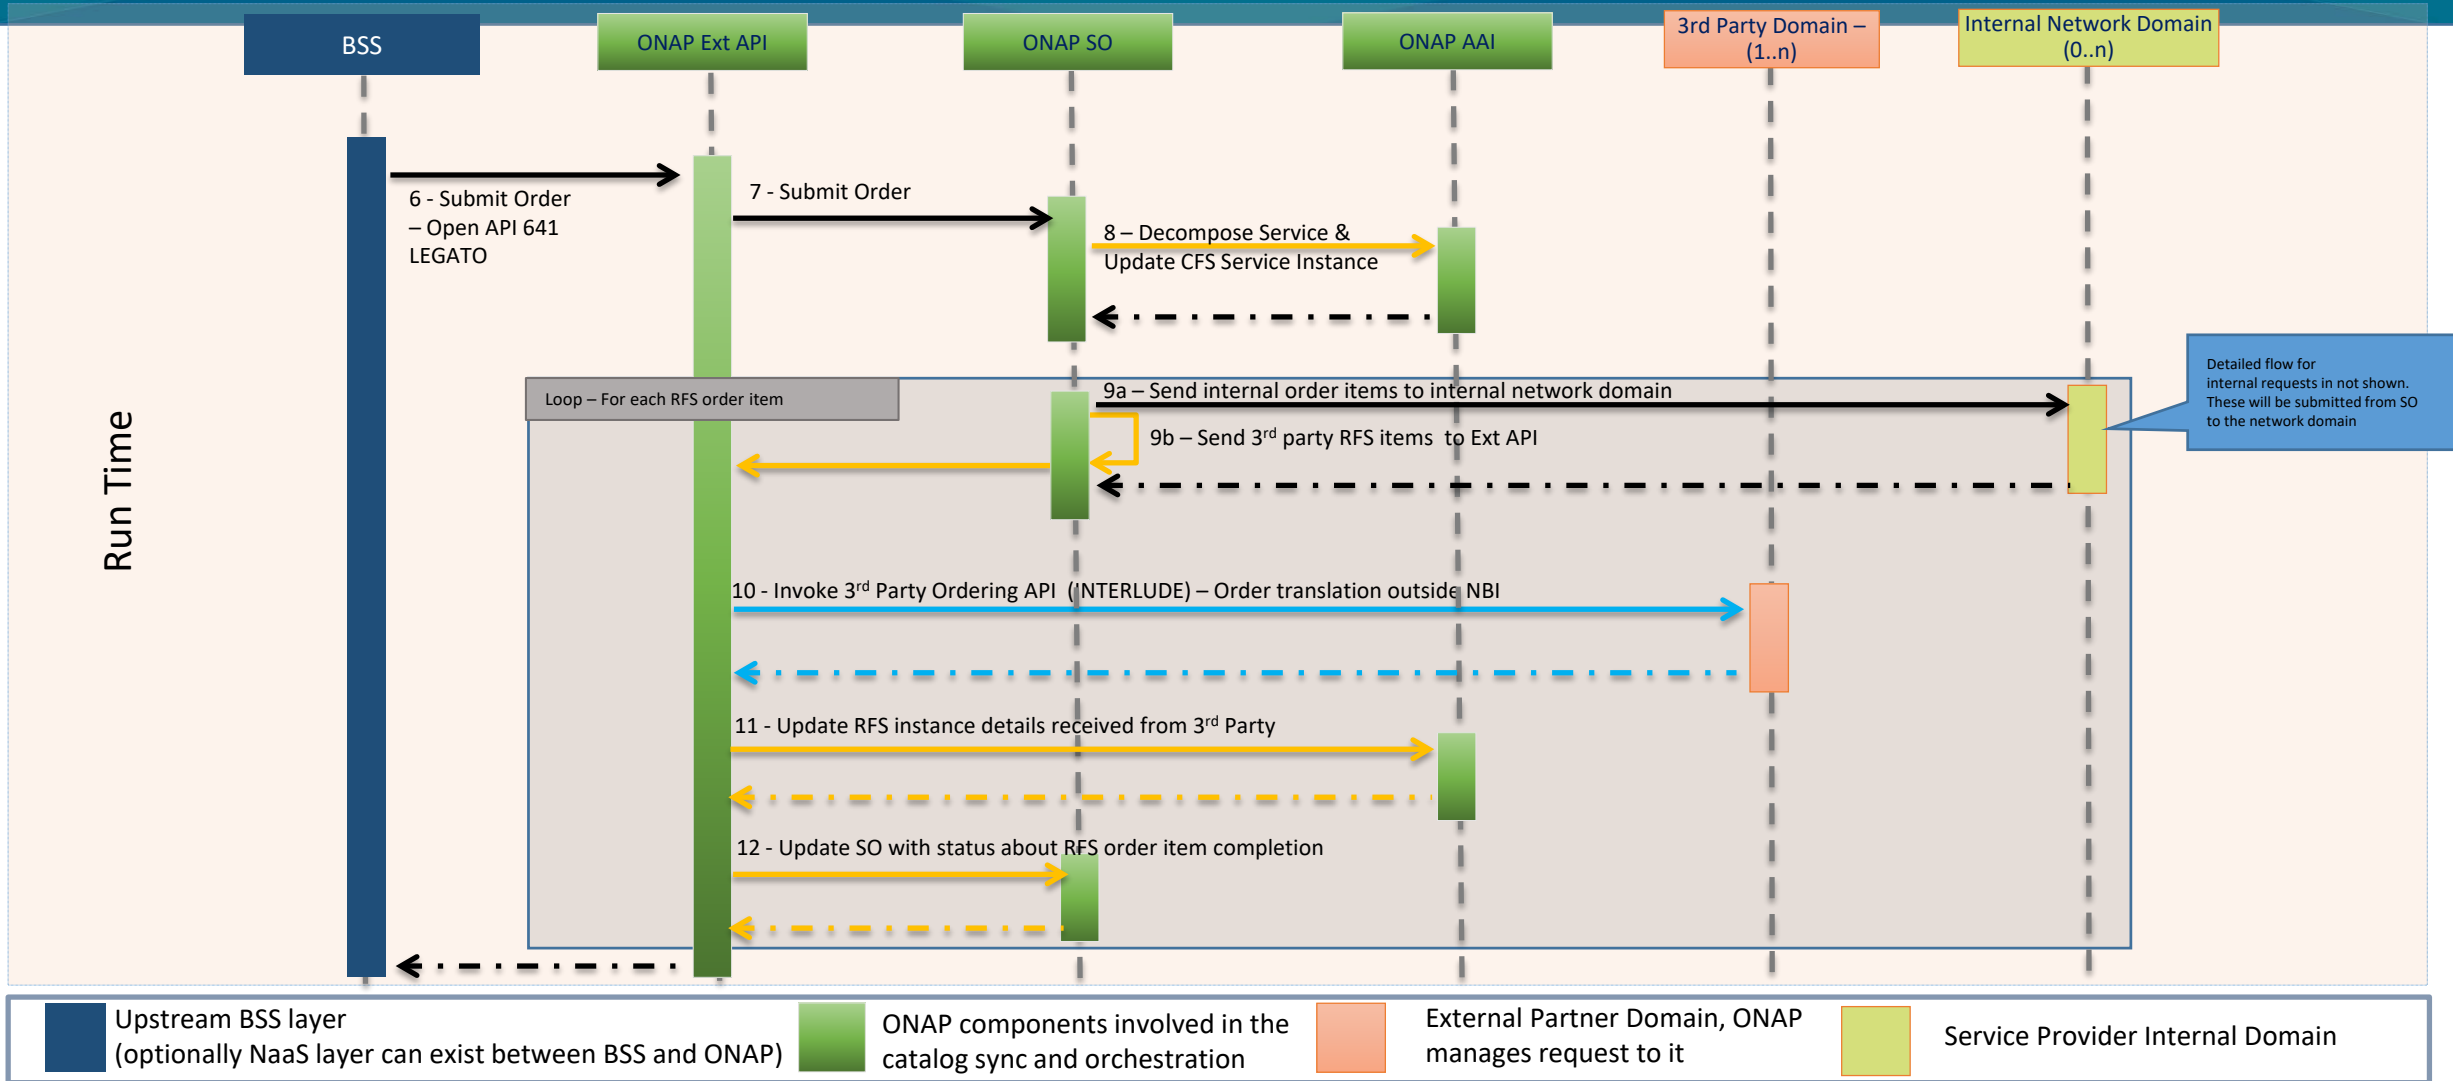 BSS
ONAP Ext API
ONAP SO
ONAP AAI
3rd Party Domain –
(1..n)
Internal Network Domain
(0..n)
Run Time
6 - Submit Order
– Open API 641
LEGATO
7 - Submit Order
8 – Decompose Service &
Update CFS Service Instance
Detailed flow for
internal requests in not shown.
These will be submitted from SO
to the network domain
Loop – For each RFS order item
9a – Send internal order items to internal network domain
9b – Send 3rd party RFS items to Ext API
10 - Invoke 3rd Party Ordering API (INTERLUDE) – Order translation outside NBI
11 - Update RFS instance details received from 3rd Party
12 - Update SO with status about RFS order item completion
Upstream BSS layer
(optionally NaaS layer can exist between BSS and ONAP)
ONAP components involved in the
catalog sync and orchestration
External Partner Domain, ONAP
manages request to it
Service Provider Internal Domain